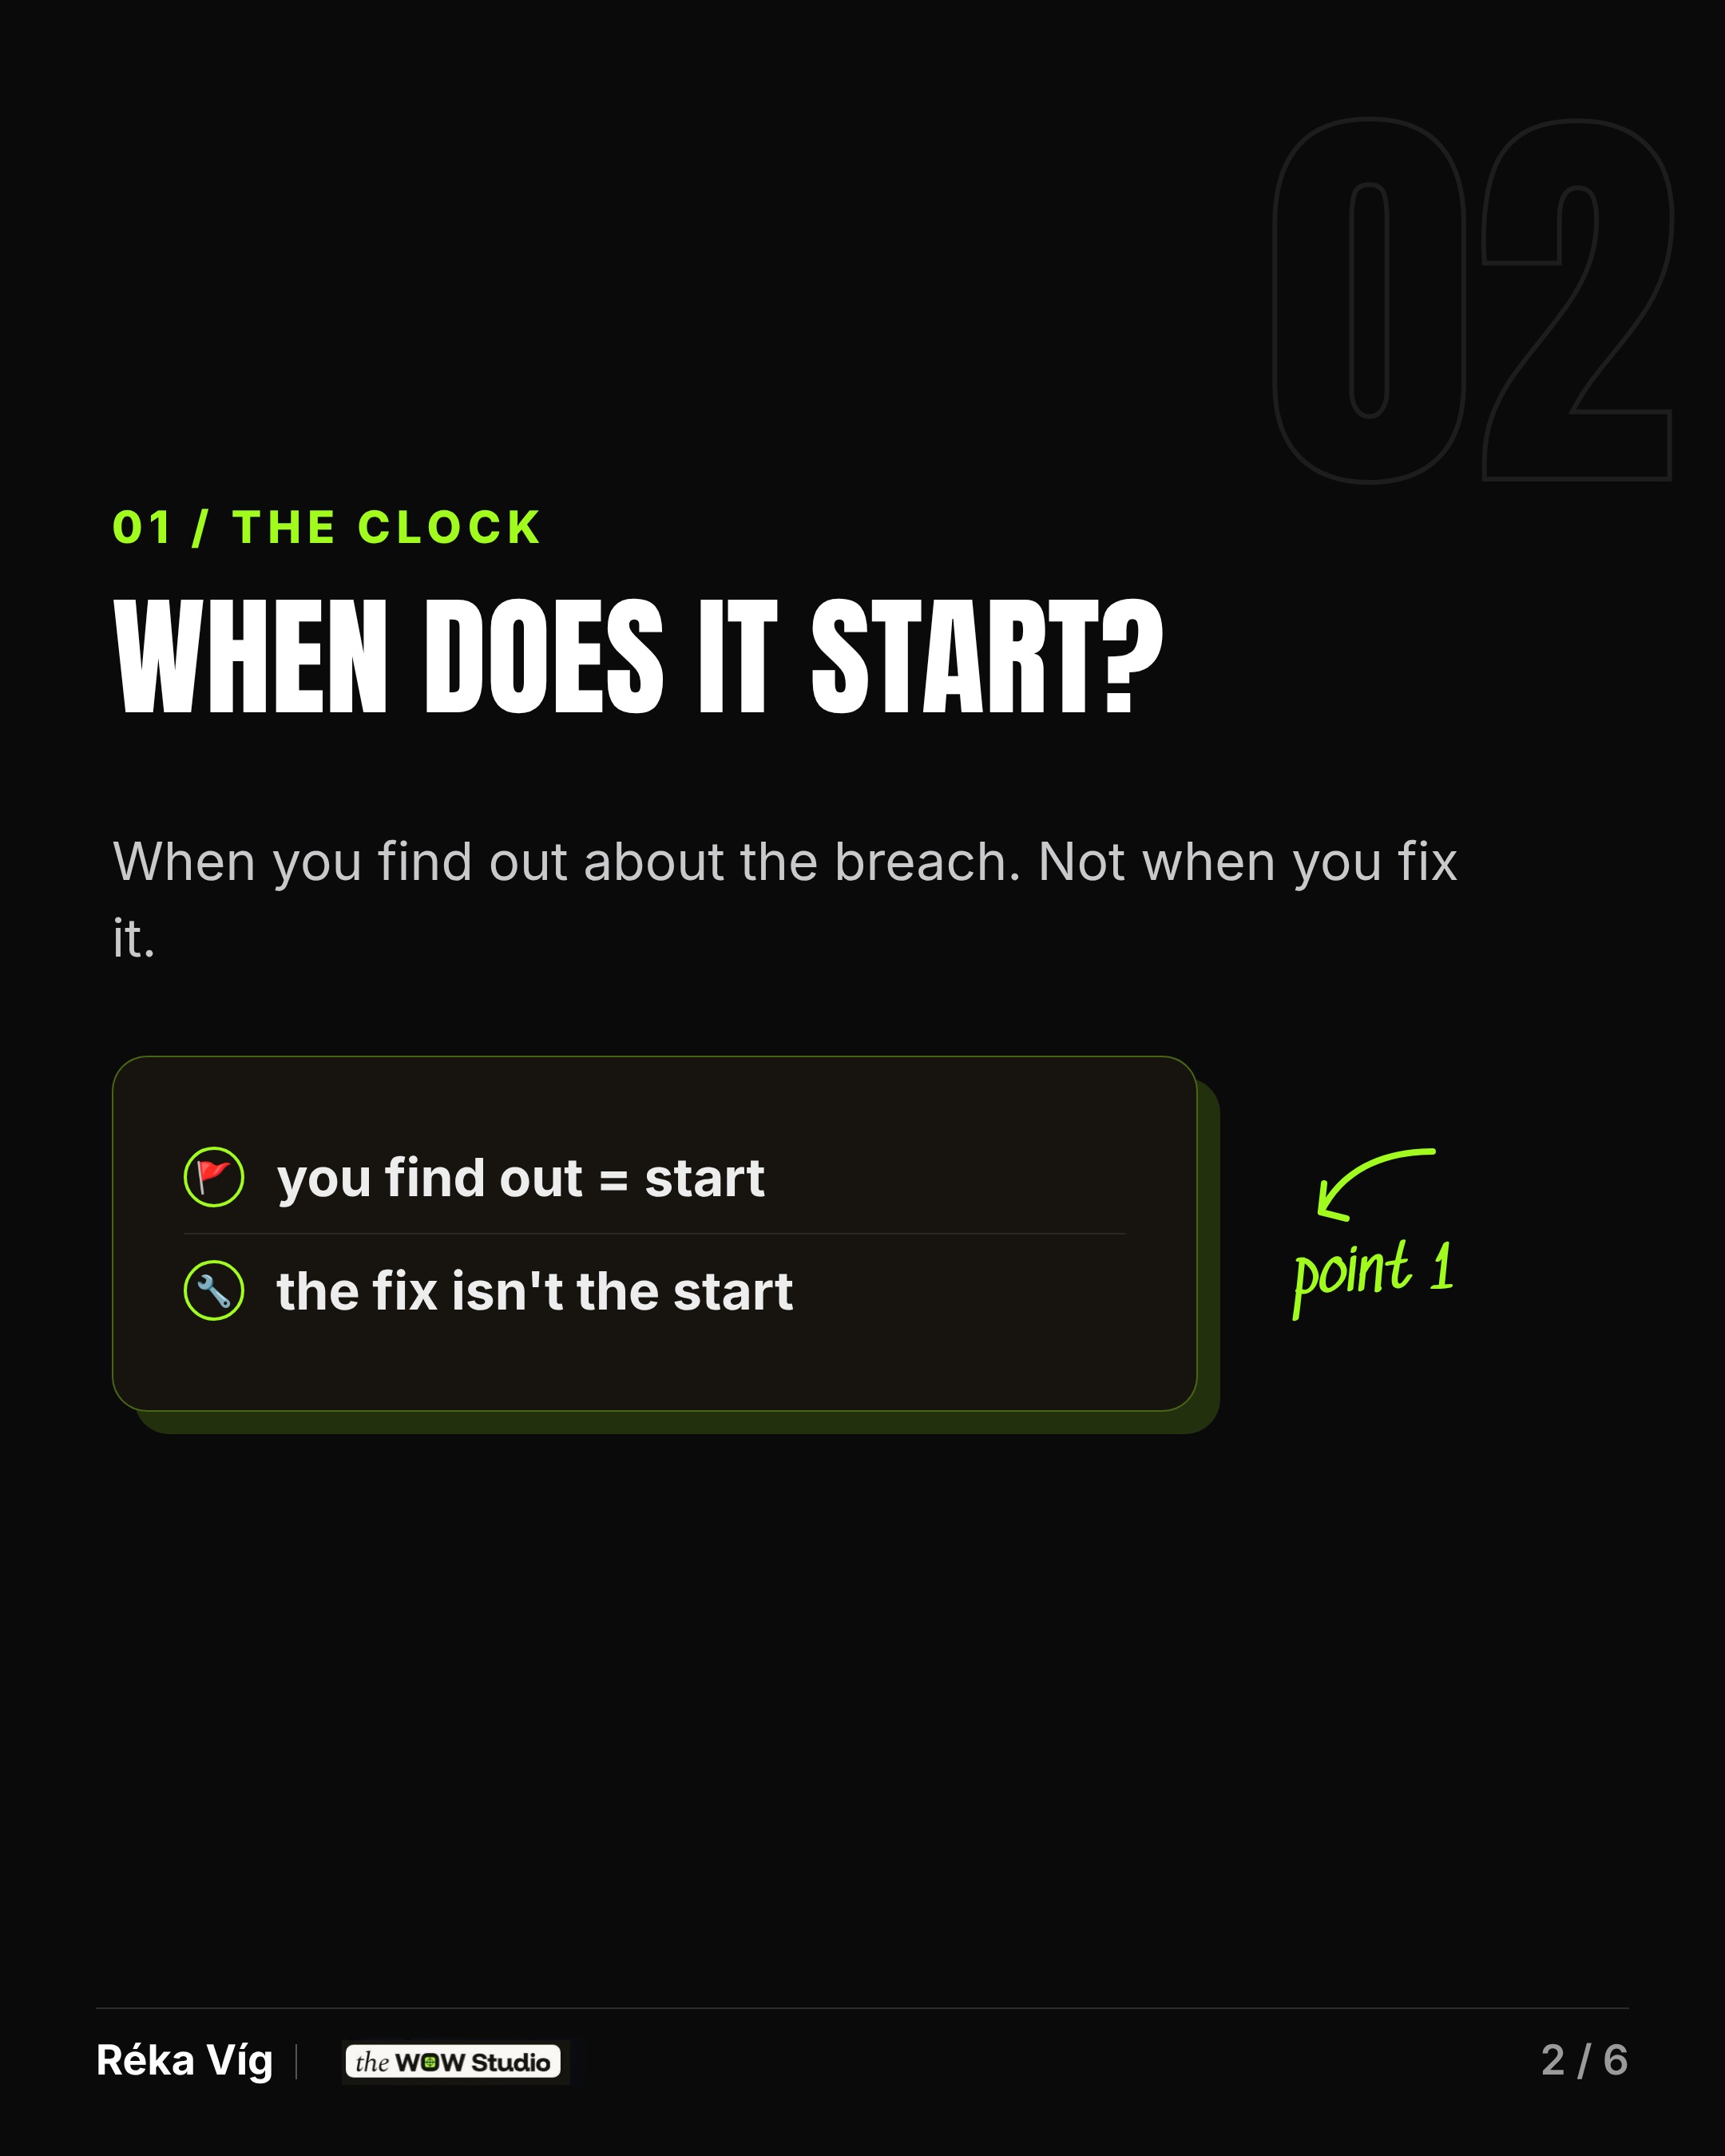 02
01 / THE CLOCK
WHEN DOES IT START?
When you find out about the breach. Not when you fix
it.
you find out = start
the fix isn't the start
point 1
Réka Víg
the WOW Studio
2 / 6